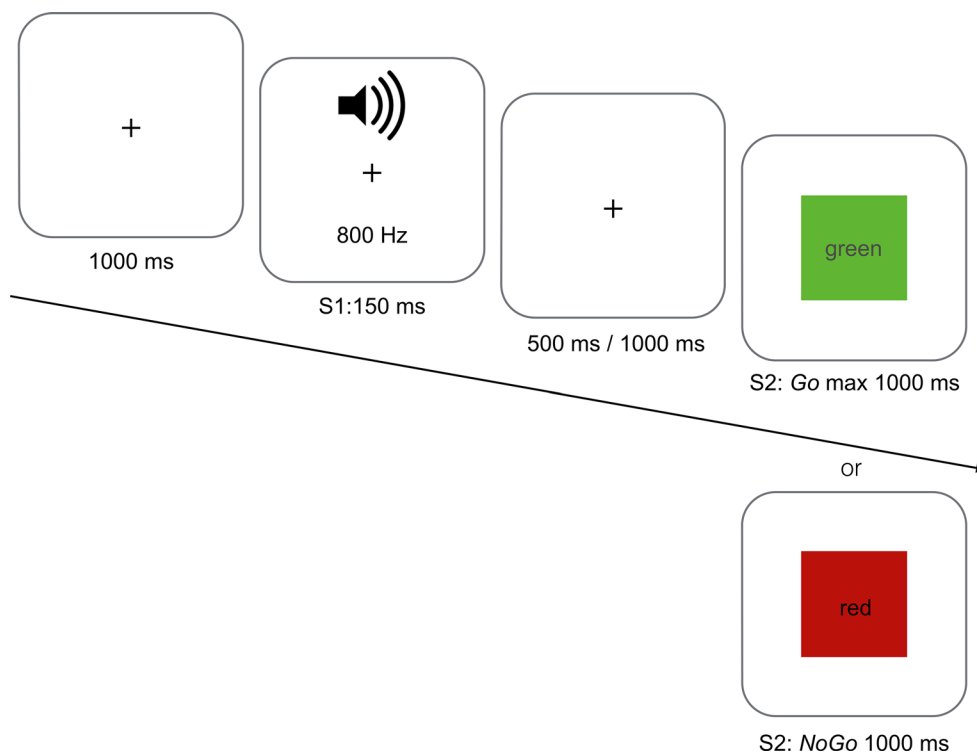 1000 ms
800 Hz
S1:150 ms
500 ms / 1000 ms
green
S2: Go max 1000 ms
or
red
S2: NoGo 1000 ms